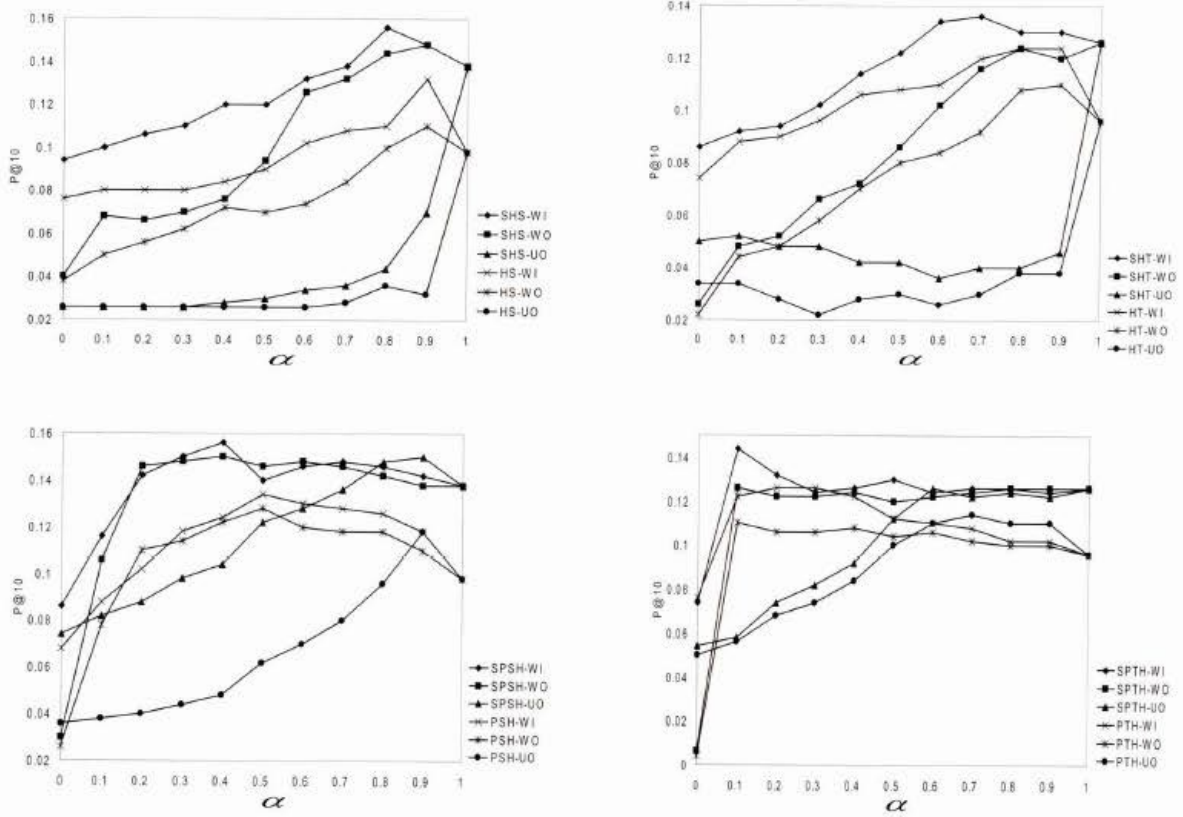 0.16
0.14
0.12
0.1
0.08
0.06
0.04
0.02
P@10
0 0.1 0.2 0.3 0.4 0.5 0.6 0.7 0.8 0.9 1
α
SHS-WI
SHS-WO
SHS-UO
HS-WI
HS-WO
HS-UO
0.14
0.12
0.1
0.08
0.06
0.04
0.02
P@10
0 0.1 0.2 0.3 0.4 0.5 0.6 0.7 0.8 0.9 1
α
SHT-WI
SHT-WO
SHT-UO
HT-WI
HT-WO
HT-UO
0.16
0.14
0.12
0.1
0.08
0.06
0.04
0.02
P@10
0 0.1 0.2 0.3 0.4 0.5 0.6 0.7 0.8 0.9 1
α
SPSH-WI
SPSH-WO
SPSH-UO
PSH-WI
PSH-WO
PSH-UO
0.14
0.12
0.1
0.08
0.06
0.04
0.02
0
P@10
0 0.1 0.2 0.3 0.4 0.5 0.6 0.7 0.8 0.9 1
α
SPTH-WI
SPTH-WO
SPTH-UO
PTH-WI
PTH-WO
PTH-UO